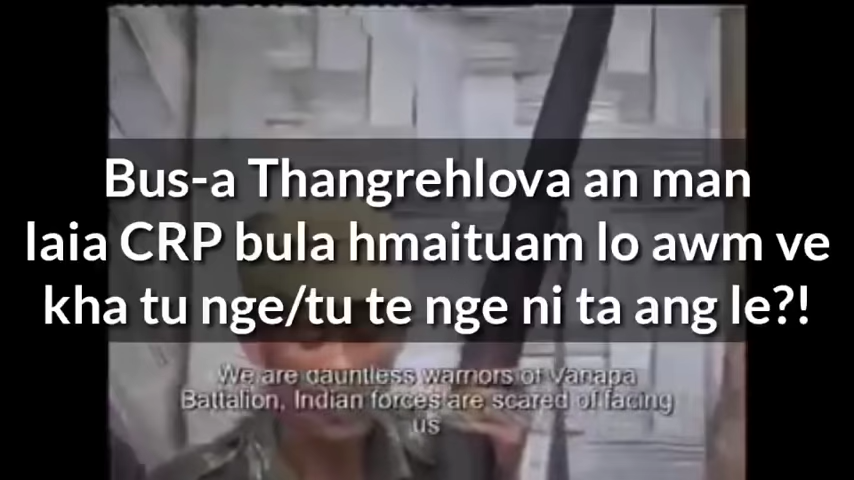 Bus-a Thangrehlova an man
laia CRP bula hmaituam lo awm ve
kha tu nge/tu te nge ni ta ang le?!
We are dauntless warriors of Vanapa
Battalion, Indian forces are scared of facing
us